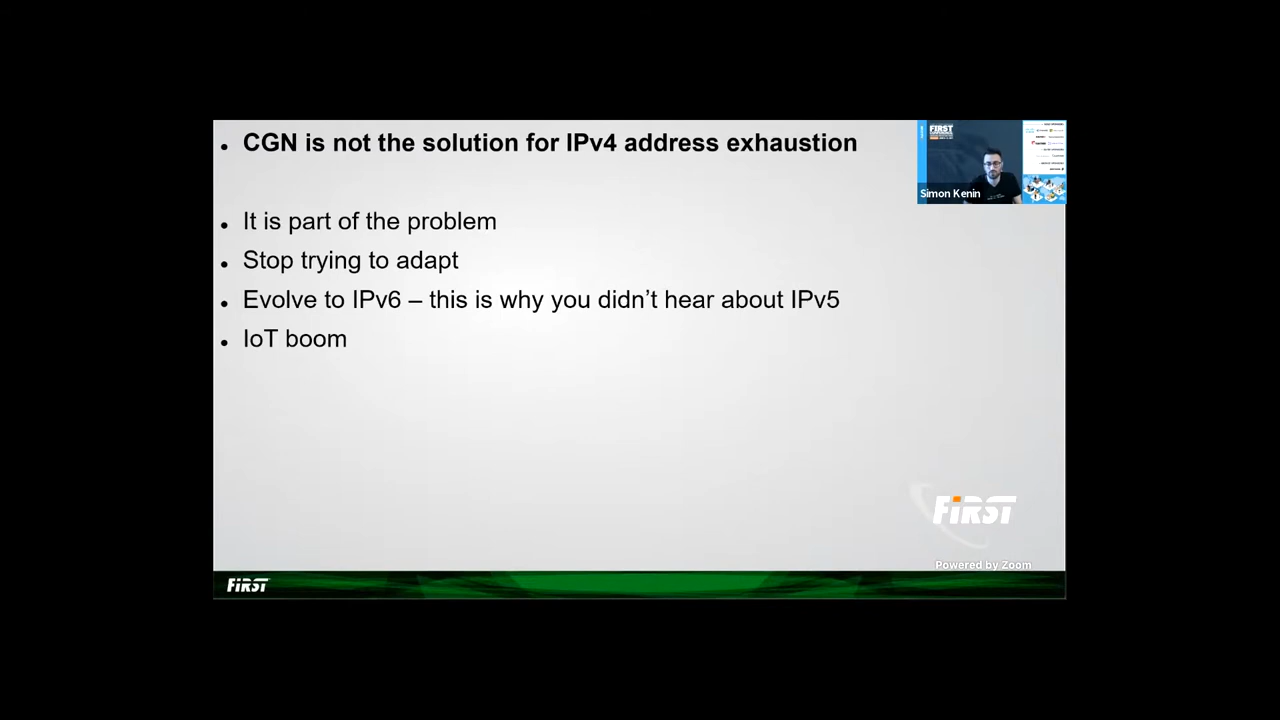 CGN is not the solution for IPv4 address exhaustion
It is part of the problem
Stop trying to adapt
Evolve to IPv6 – this is why you didn’t hear about IPv5
IoT boom
FIRST
Simon Kenin
FiRST
Powered by Zoom
FiRST